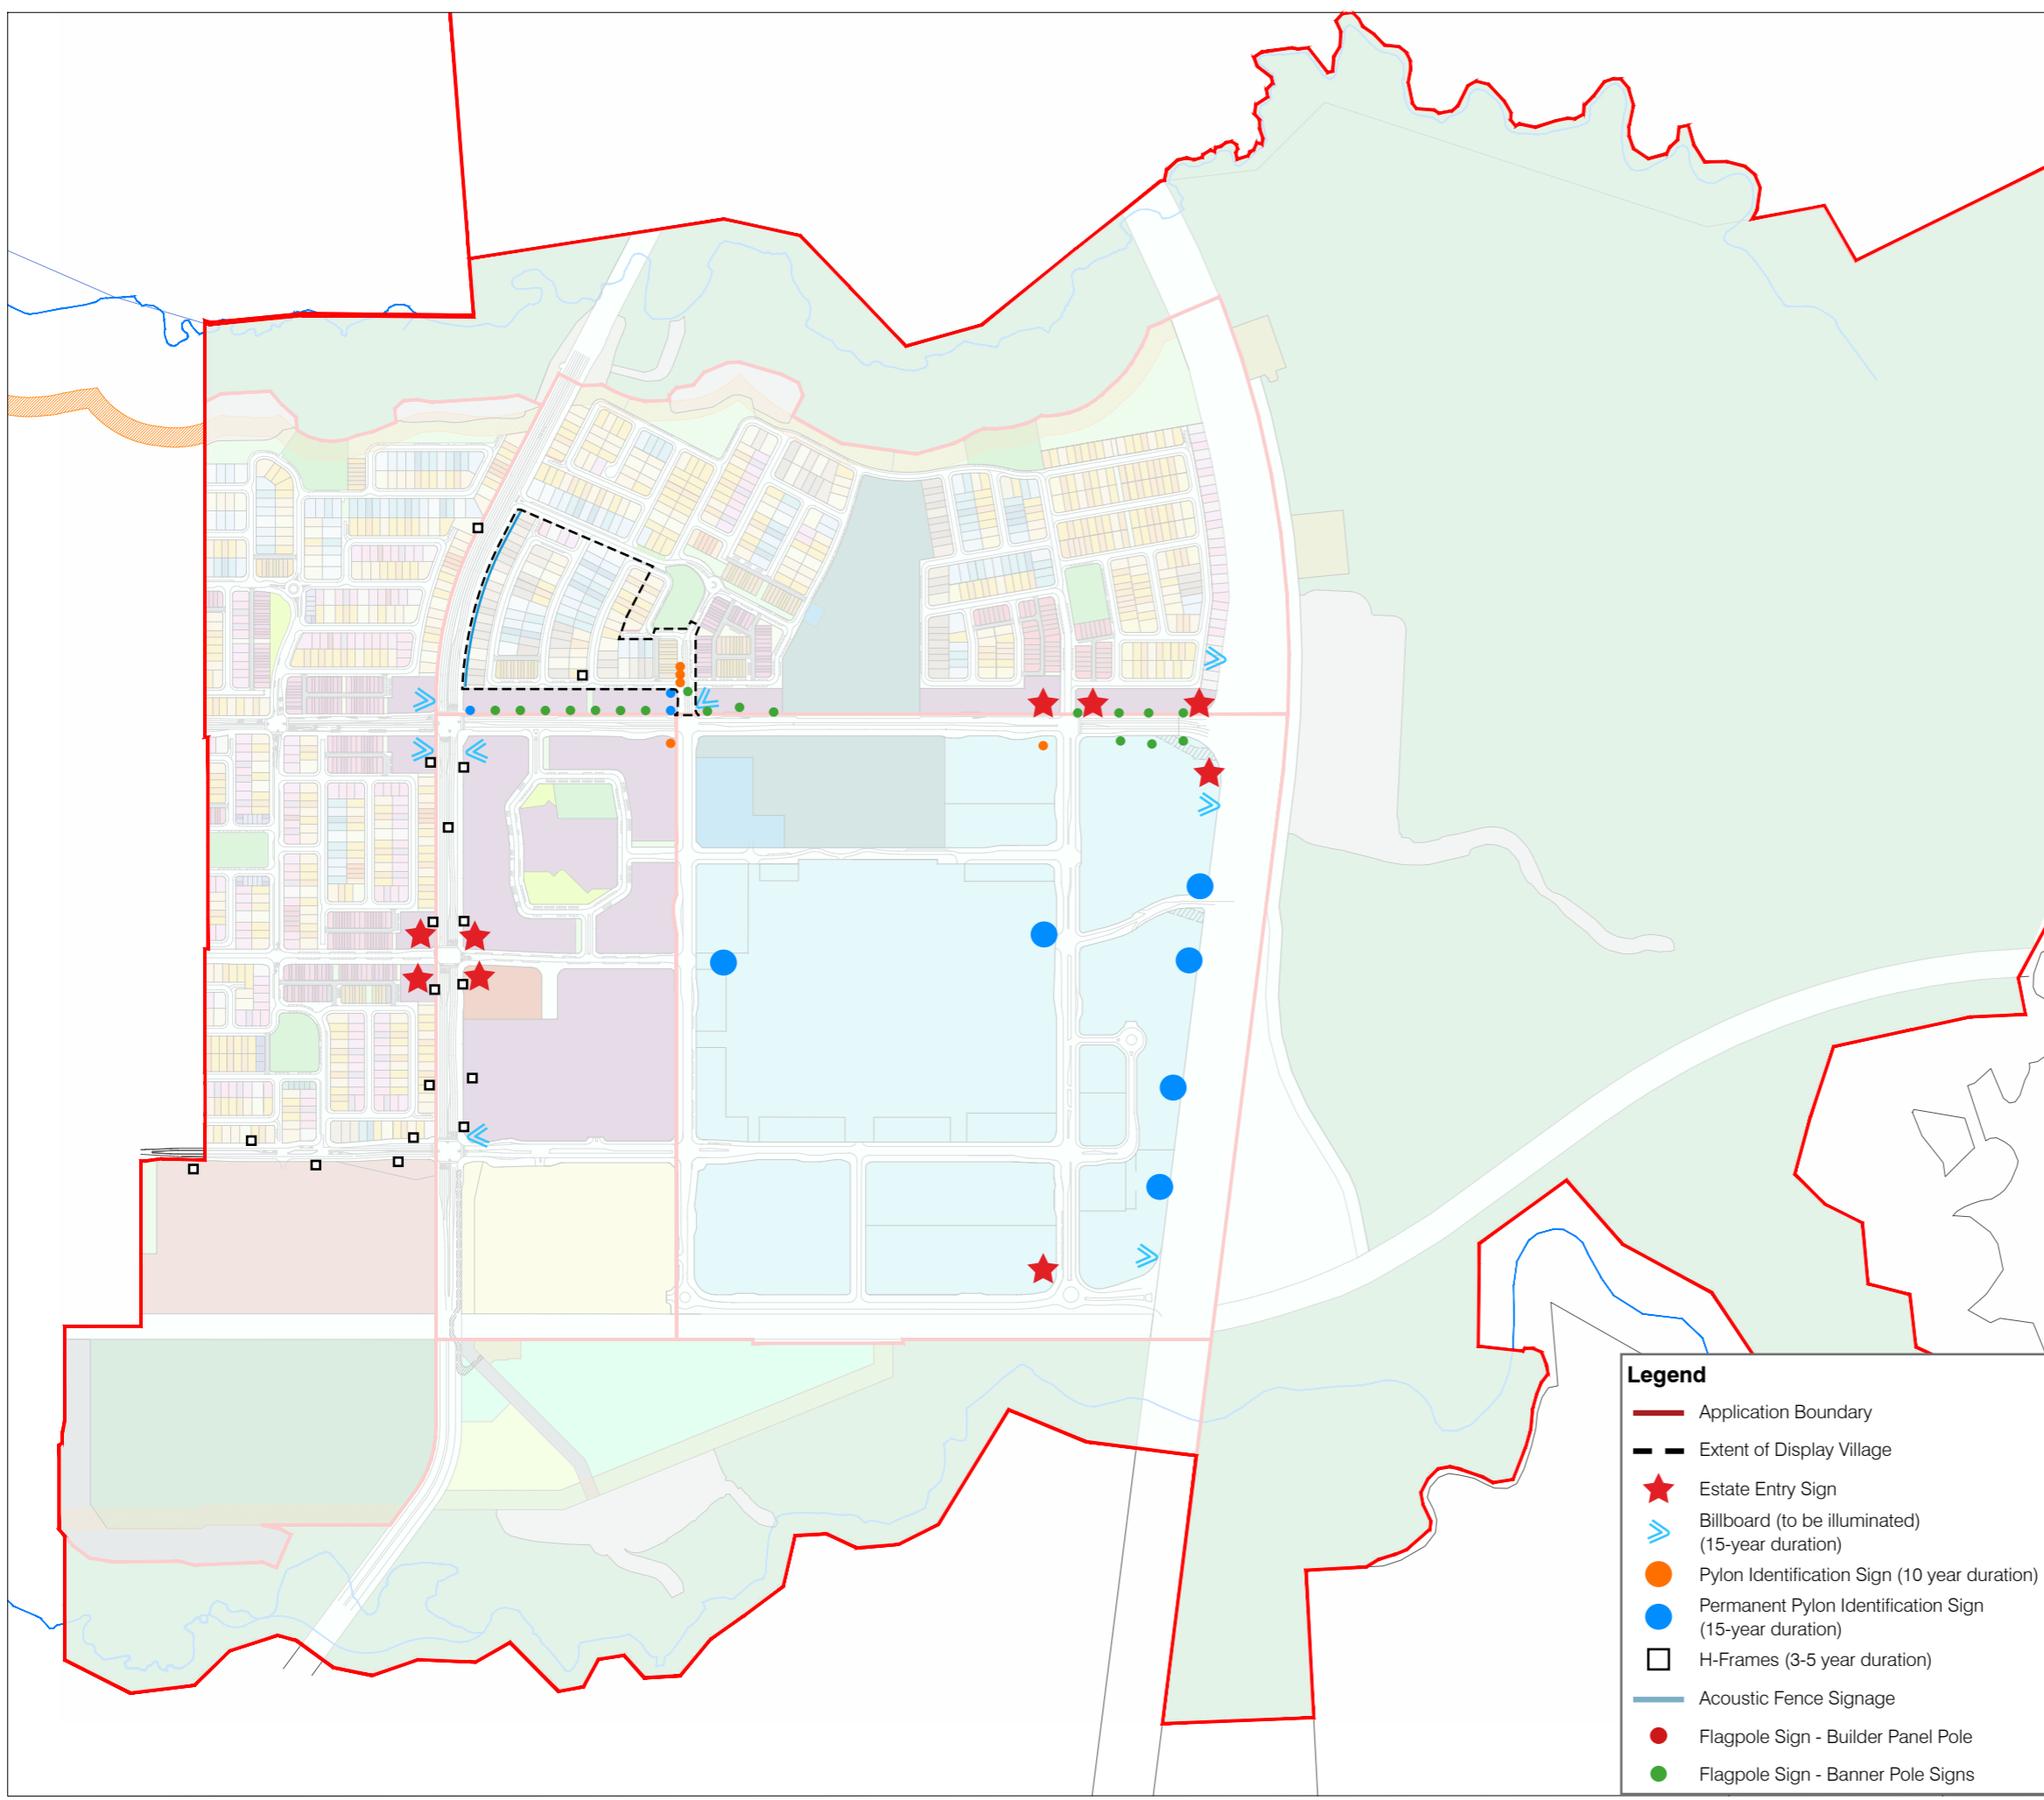 Legend
Application Boundary
Extent of Display Village
Estate Entry Sign
Billboard (to be illuminated)
(15-year duration)
Pylon Identification Sign (10 year duration)
Permanent Pylon Identification Sign
(15-year duration)
H-Frames (3-5 year duration)
Acoustic Fence Signage
Flagpole Sign - Builder Panel Pole
Flagpole Sign - Banner Pole Signs